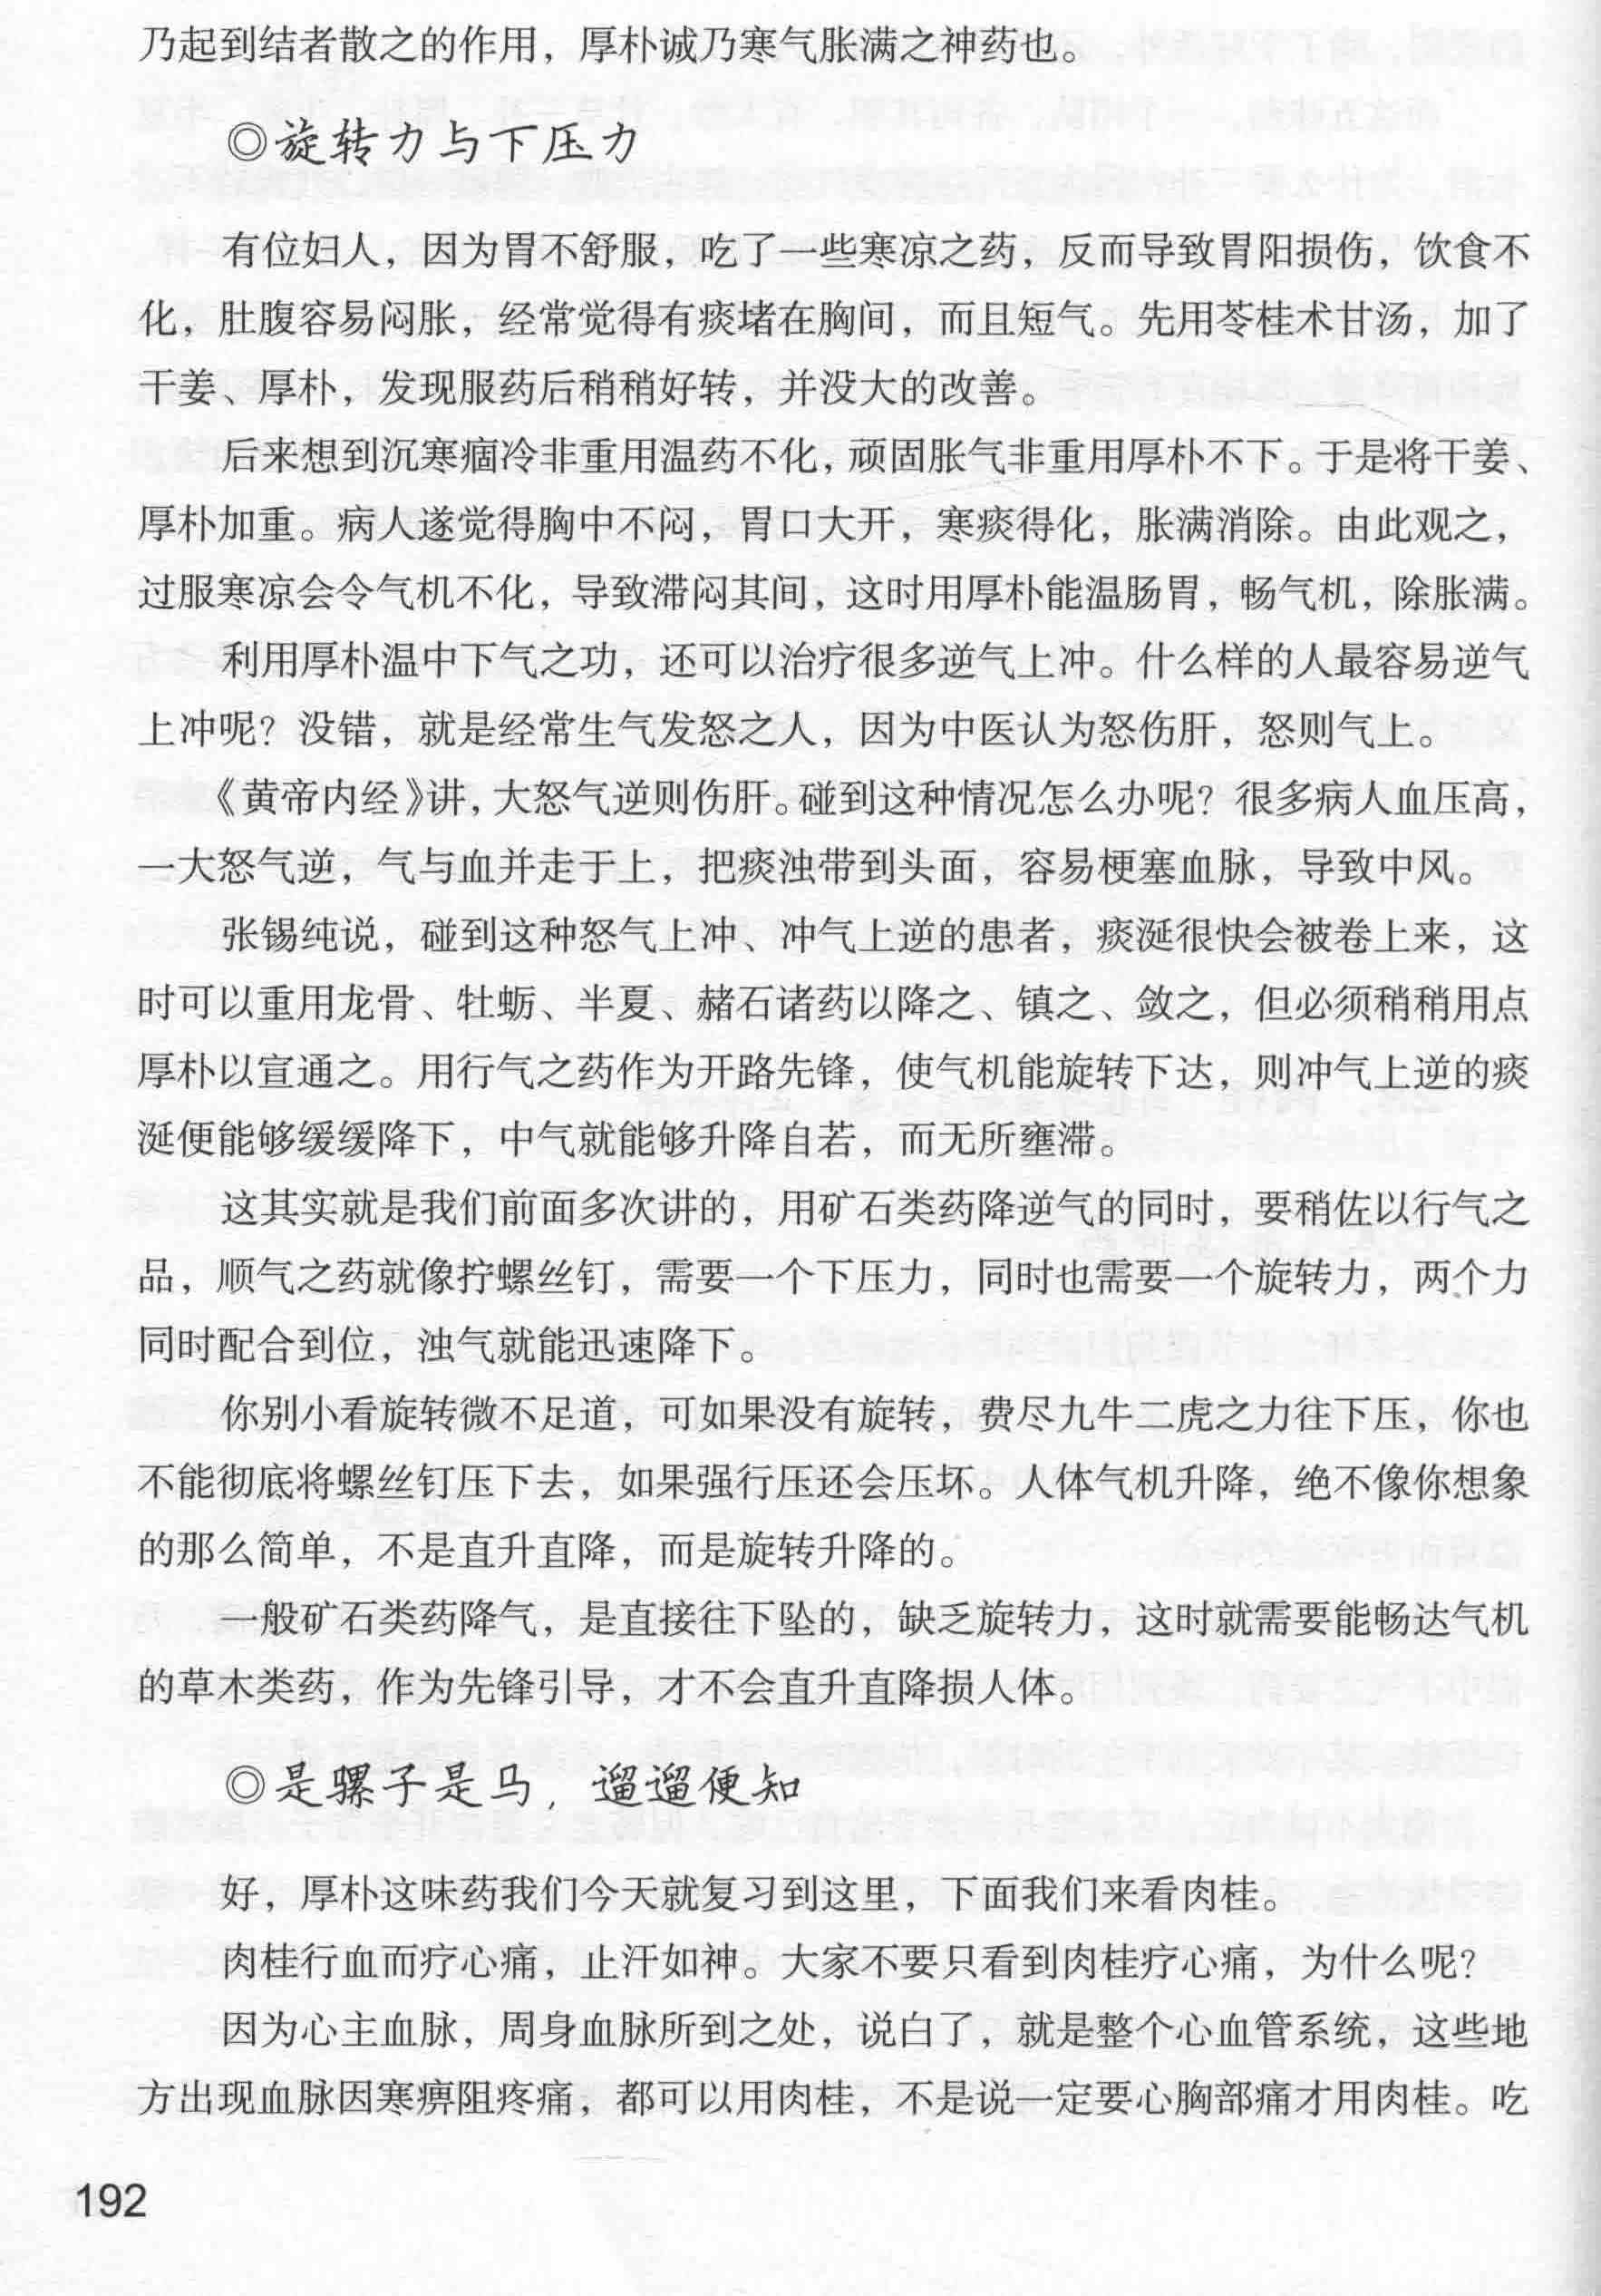 乃起到结者散之的作用，厚朴诚乃寒气胀满之神药也。
◎旋转力与下压力
有位妇人，因为胃不舒服，吃了一些寒凉之药，反而导致胃阳损伤，饮食不
化，肚腹容易闷胀，经常觉得有痰堵在胸间，而且短气。先用苓桂术甘汤，加了
干姜、厚朴，发现服药后稍稍好转，并没大的改善。
后来想到沉寒痼冷非重用温药不化，顽固胀气非重用厚朴不下。于是将干姜、
厚朴加重。病人遂觉得胸中不闷，胃口大开，寒痰得化，胀满消除。由此观之，
过服寒凉会令气机不化，导致滞闷其间，这时用厚朴能温肠胃，畅气机，除胀满。
利用厚朴温中下气之功，还可以治疗很多逆气上冲。什么样的人最容易逆气
上冲呢？没错，就是经常生气发怒之人，因为中医认为怒伤肝，怒则气上。
《黄帝内经》讲，大怒气逆则伤肝。碰到这种情况怎么办呢？很多病人血压高，
一大怒气逆，气与血并走于上，把痰浊带到头面，容易梗塞血脉，导致中风。
张锡纯说，碰到这种怒气上冲、冲气上逆的患者，痰涎很快会被卷上来，这
时可以重用龙骨、牡蛎、半夏、赭石诸药以降之、镇之、敛之，但必须稍稍用点
厚朴以宣通之。用行气之药作为开路先锋，使气机能旋转下达，则冲气上逆的痰
涎便能够缓缓降下，中气就能够升降自若，而无所壅滞。
这其实就是我们前面多次讲的，用矿石类药降逆气的同时，要稍佐以行气之
品，顺气之药就像拧螺丝钉，需要一个下压力，同时也需要一个旋转力，两个力
同时配合到位，浊气就能迅速降下。
你别小看旋转微不足道，可如果没有旋转，费尽九牛二虎之力往下压，你也
不能彻底将螺丝钉压下去，如果强行压还会压坏。人体气机升降，绝不像你想象
的那么简单，不是直升直降，而是旋转升降的。
一般矿石类药降气，是直接往下坠的，缺乏旋转力，这时就需要能畅达气机
的草木类药，作为先锋引导，才不会直升直降损人体。
◎是骡子是马，遛遛便知
好，厚朴这味药我们今天就复习到这里，下面我们来看肉桂。
肉桂行血而疗心痛，止汗如神。大家不要只看到肉桂疗心痛，为什么呢？
因为心主血脉，周身血脉所到之处，说白了，就是整个心血管系统，这些地
方出现血脉因寒痹阻疼痛，都可以用肉桂，不是说一定要心胸部痛才用肉桂。吃
192